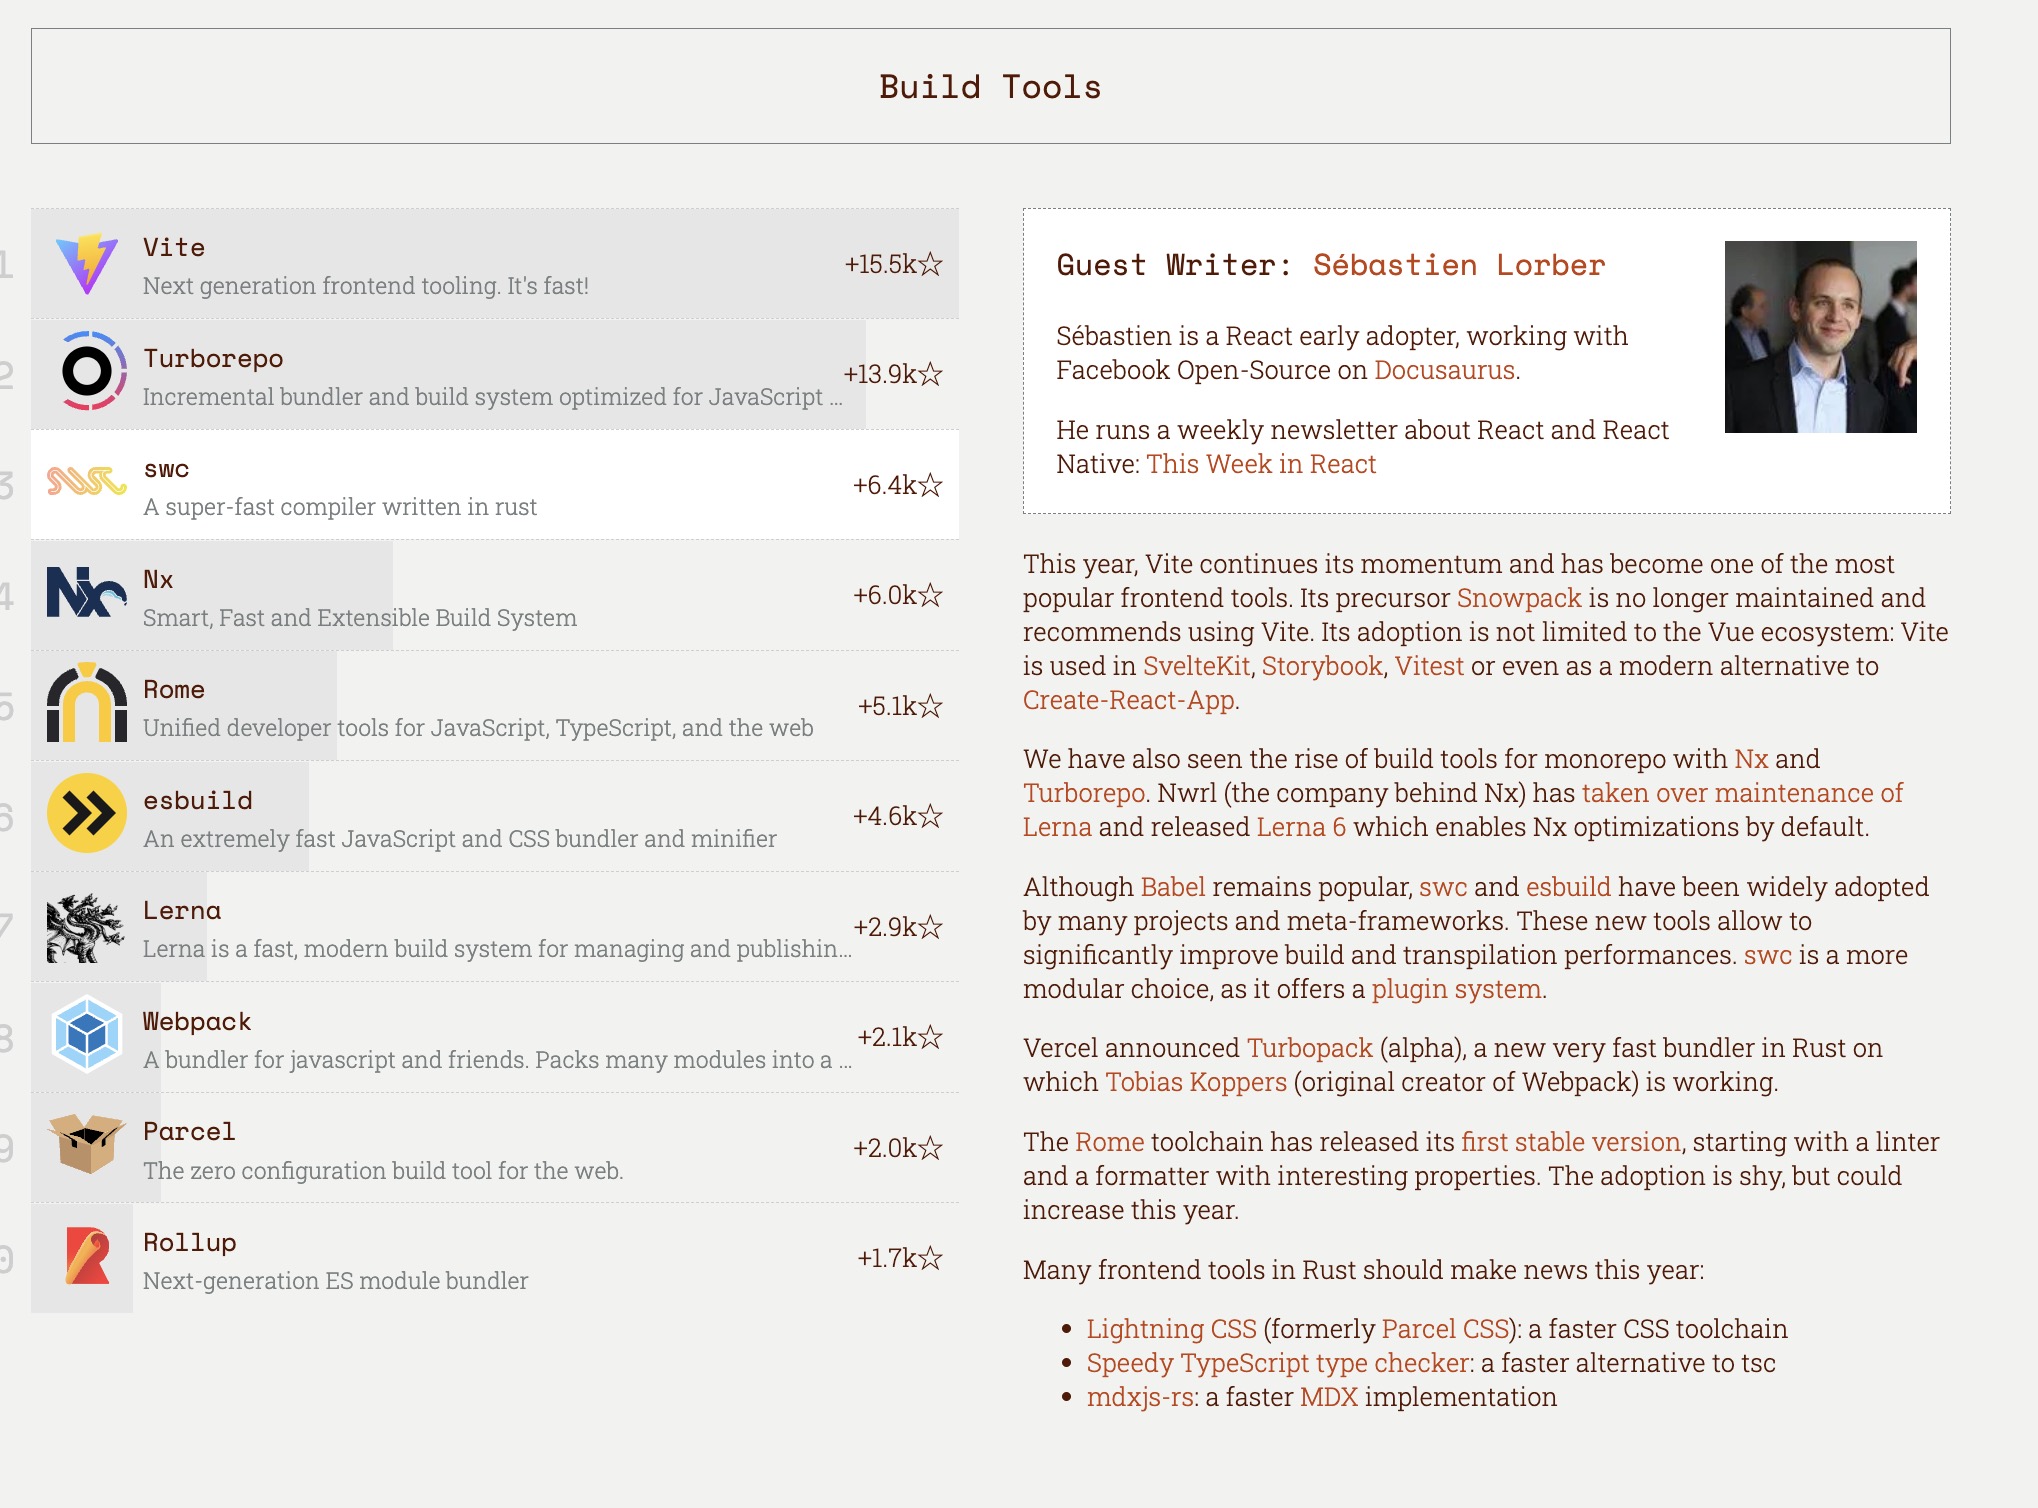 Build Tools
1
Vite
Next generation frontend tooling. It's fast!
+15.5k☆
2
Turborepo
Incremental bundler and build system optimized for JavaScript ...
+13.9k☆
3
swc
A super-fast compiler written in rust
+6.4k☆
4
Nx
Smart, Fast and Extensible Build System
+6.0k☆
5
Rome
Unified developer tools for JavaScript, TypeScript, and the web
+5.1k☆
6
esbuild
An extremely fast JavaScript and CSS bundler and minifier
+4.6k☆
7
Lerna
Lerna is a fast, modern build system for managing and publishin...
+2.9k☆
8
Webpack
A bundler for javascript and friends. Packs many modules into a ...
+2.1k☆
9
Parcel
The zero configuration build tool for the web.
+2.0k☆
0
Rollup
Next-generation ES module bundler
+1.7k☆
Guest Writer: Sébastien Lorber
Sébastien is a React early adopter, working with
Facebook Open-Source on Docusaurus.
He runs a weekly newsletter about React and React
Native: This Week in React
This year, Vite continues its momentum and has become one of the most
popular frontend tools. Its precursor Snowpack is no longer maintained and
recommends using Vite. Its adoption is not limited to the Vue ecosystem: Vite
is used in SvelteKit, Storybook, Vitest or even as a modern alternative to
Create-React-App.
We have also seen the rise of build tools for monorepo with Nx and
Turborepo. Nwrl (the company behind Nx) has taken over maintenance of
Lerna and released Lerna 6 which enables Nx optimizations by default.
Although Babel remains popular, swc and esbuild have been widely adopted
by many projects and meta-frameworks. These new tools allow to
significantly improve build and transpilation performances. swc is a more
modular choice, as it offers a plugin system.
Vercel announced Turbopack (alpha), a new very fast bundler in Rust on
which Tobias Koppers (original creator of Webpack) is working.
The Rome toolchain has released its first stable version, starting with a linter
and a formatter with interesting properties. The adoption is shy, but could
increase this year.
Many frontend tools in Rust should make news this year:
• Lightning CSS (formerly Parcel CSS): a faster CSS toolchain
• Speedy TypeScript type checker: a faster alternative to tsc
• mdxjs-rs: a faster MDX implementation